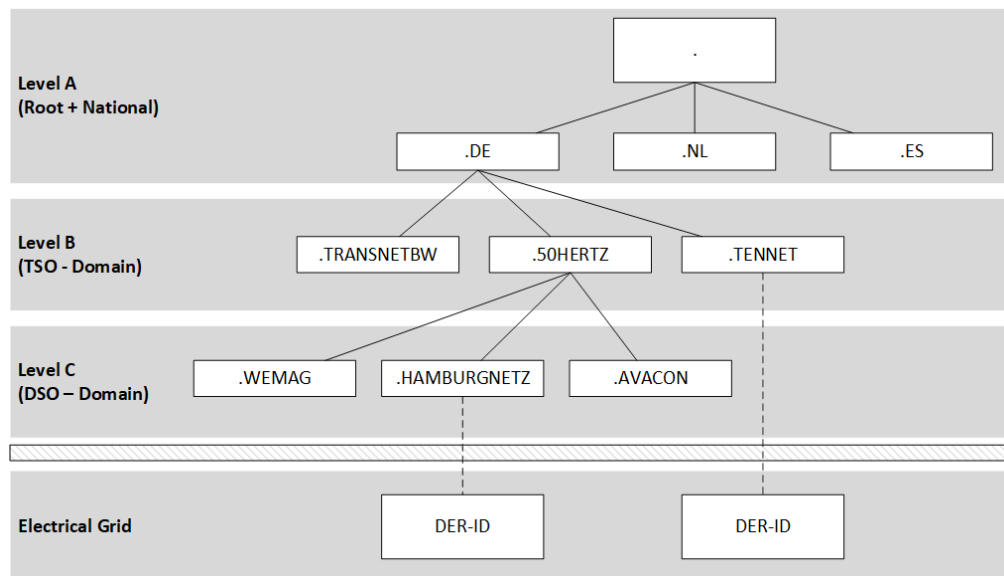 .
Level A
(Root + National)
.DE
.NL
.ES
Level B
(TSO - Domain)
.TRANSNETBW
.50HERTZ
.TENNET
Level C
(DSO – Domain)
.WEMAG
.HAMBURGNETZ
.AVACON
Electrical Grid
DER-ID
DER-ID